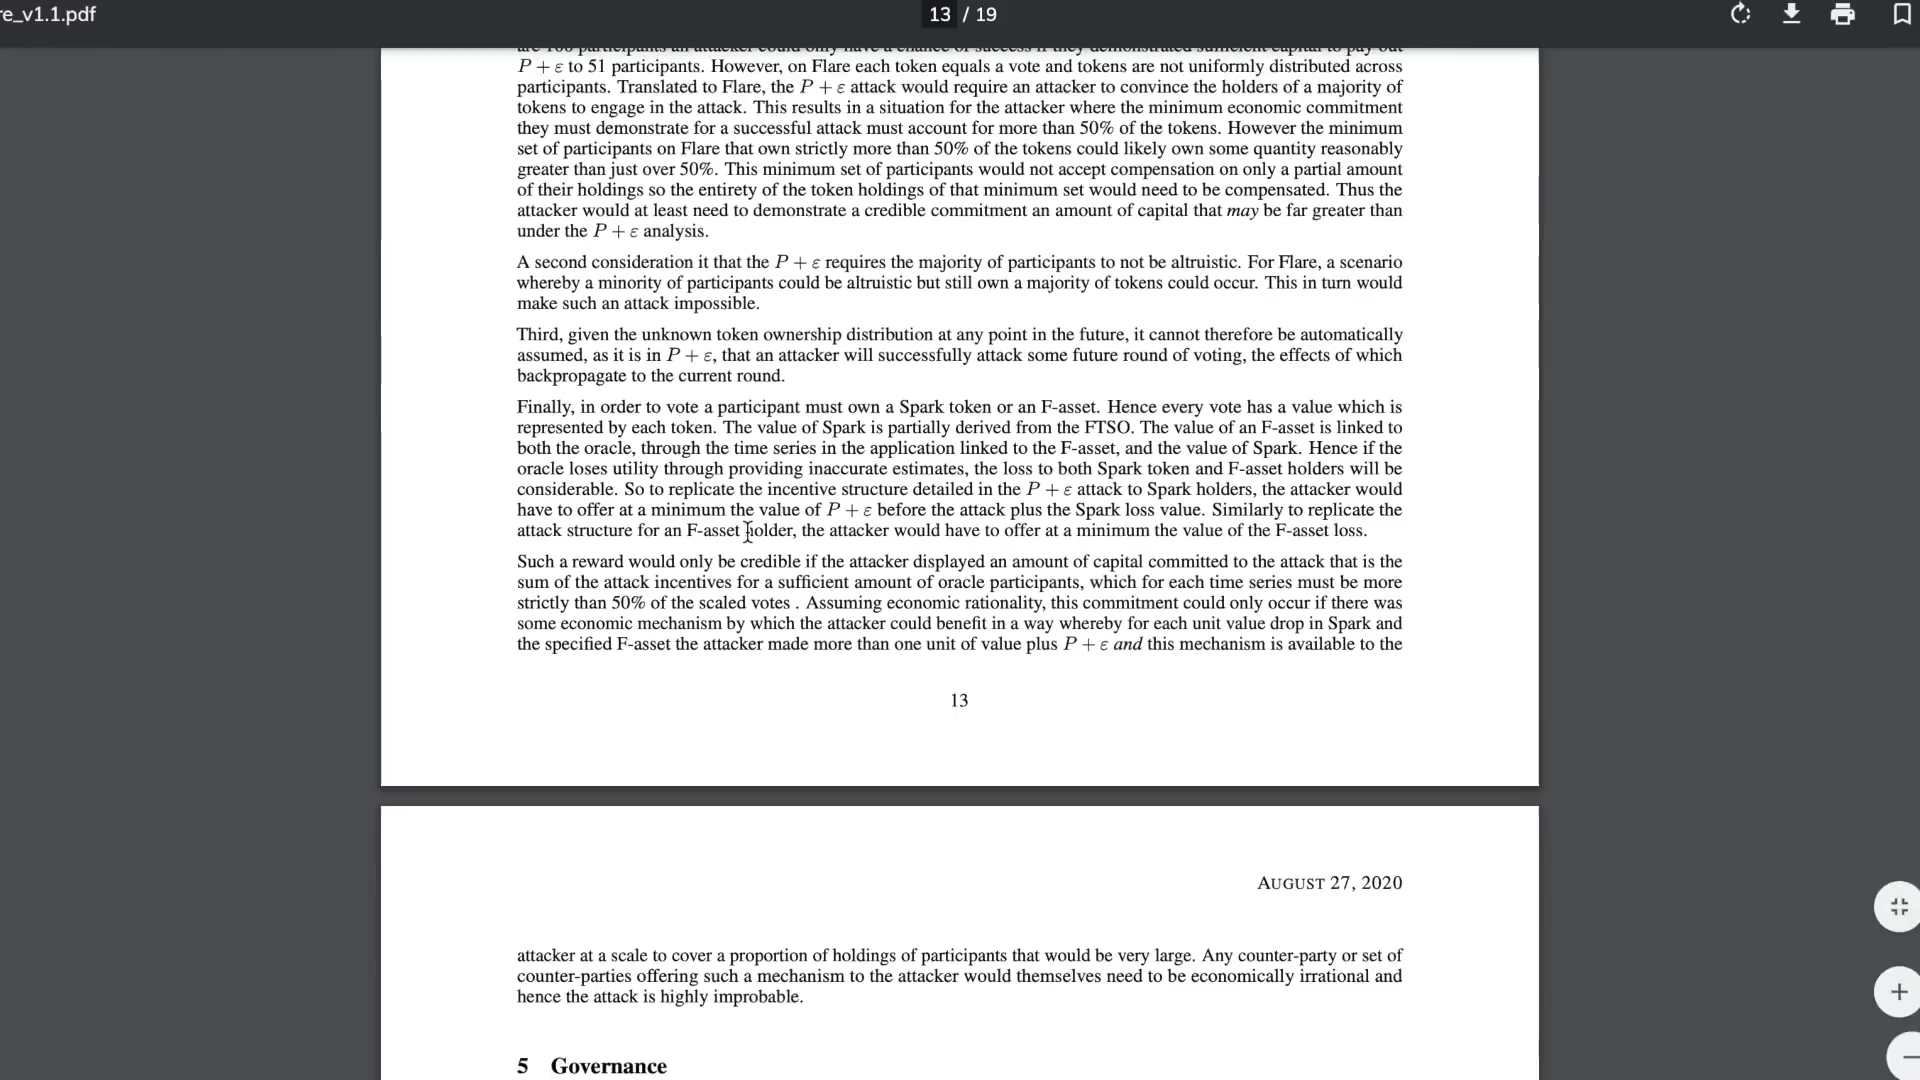 re_v1.1.pdf
13 / 19
are 100 participants an attacker could only have a chance of success if they demonstrated sufficient capital to pay out
P + ε to 51 participants. However, on Flare each token equals a vote and tokens are not uniformly distributed across
participants. Translated to Flare, the P + ε attack would require an attacker to convince the holders of a majority of
tokens to engage in the attack. This results in a situation for the attacker where the minimum economic commitment
they must demonstrate for a successful attack must account for more than 50% of the tokens. However the minimum
set of participants on Flare that own strictly more than 50% of the tokens could likely own some quantity reasonably
greater than just over 50%. This minimum set of participants would not accept compensation on only a partial amount
of their holdings so the entirety of the token holdings of that minimum set would need to be compensated. Thus the
attacker would at least need to demonstrate a credible commitment an amount of capital that may be far greater than
under the P + ε analysis.
A second consideration it that the P + ε requires the majority of participants to not be altruistic. For Flare, a scenario
whereby a minority of participants could be altruistic but still own a majority of tokens could occur. This in turn would
make such an attack impossible.
Third, given the unknown token ownership distribution at any point in the future, it cannot therefore be automatically
assumed, as it is in P + ε, that an attacker will successfully attack some future round of voting, the effects of which
backpropagate to the current round.
Finally, in order to vote a participant must own a Spark token or an F-asset. Hence every vote has a value which is
represented by each token. The value of Spark is partially derived from the FTSO. The value of an F-asset is linked to
both the oracle, through the time series in the application linked to the F-asset, and the value of Spark. Hence if the
oracle loses utility through providing inaccurate estimates, the loss to both Spark token and F-asset holders will be
considerable. So to replicate the incentive structure detailed in the P + ε attack to Spark holders, the attacker would
have to offer at a minimum the value of P + ε before the attack plus the Spark loss value. Similarly to replicate the
attack structure for an F-asset holder, the attacker would have to offer at a minimum the value of the F-asset loss.
Such a reward would only be credible if the attacker displayed an amount of capital committed to the attack that is the
sum of the attack incentives for a sufficient amount of oracle participants, which for each time series must be more
strictly than 50% of the scaled votes . Assuming economic rationality, this commitment could only occur if there was
some economic mechanism by which the attacker could benefit in a way whereby for each unit value drop in Spark and
the specified F-asset the attacker made more than one unit of value plus P + ε and this mechanism is available to the
13
AUGUST 27, 2020
attacker at a scale to cover a proportion of holdings of participants that would be very large. Any counter-party or set of
counter-parties offering such a mechanism to the attacker would themselves need to be economically irrational and
hence the attack is highly improbable.
5 Governance